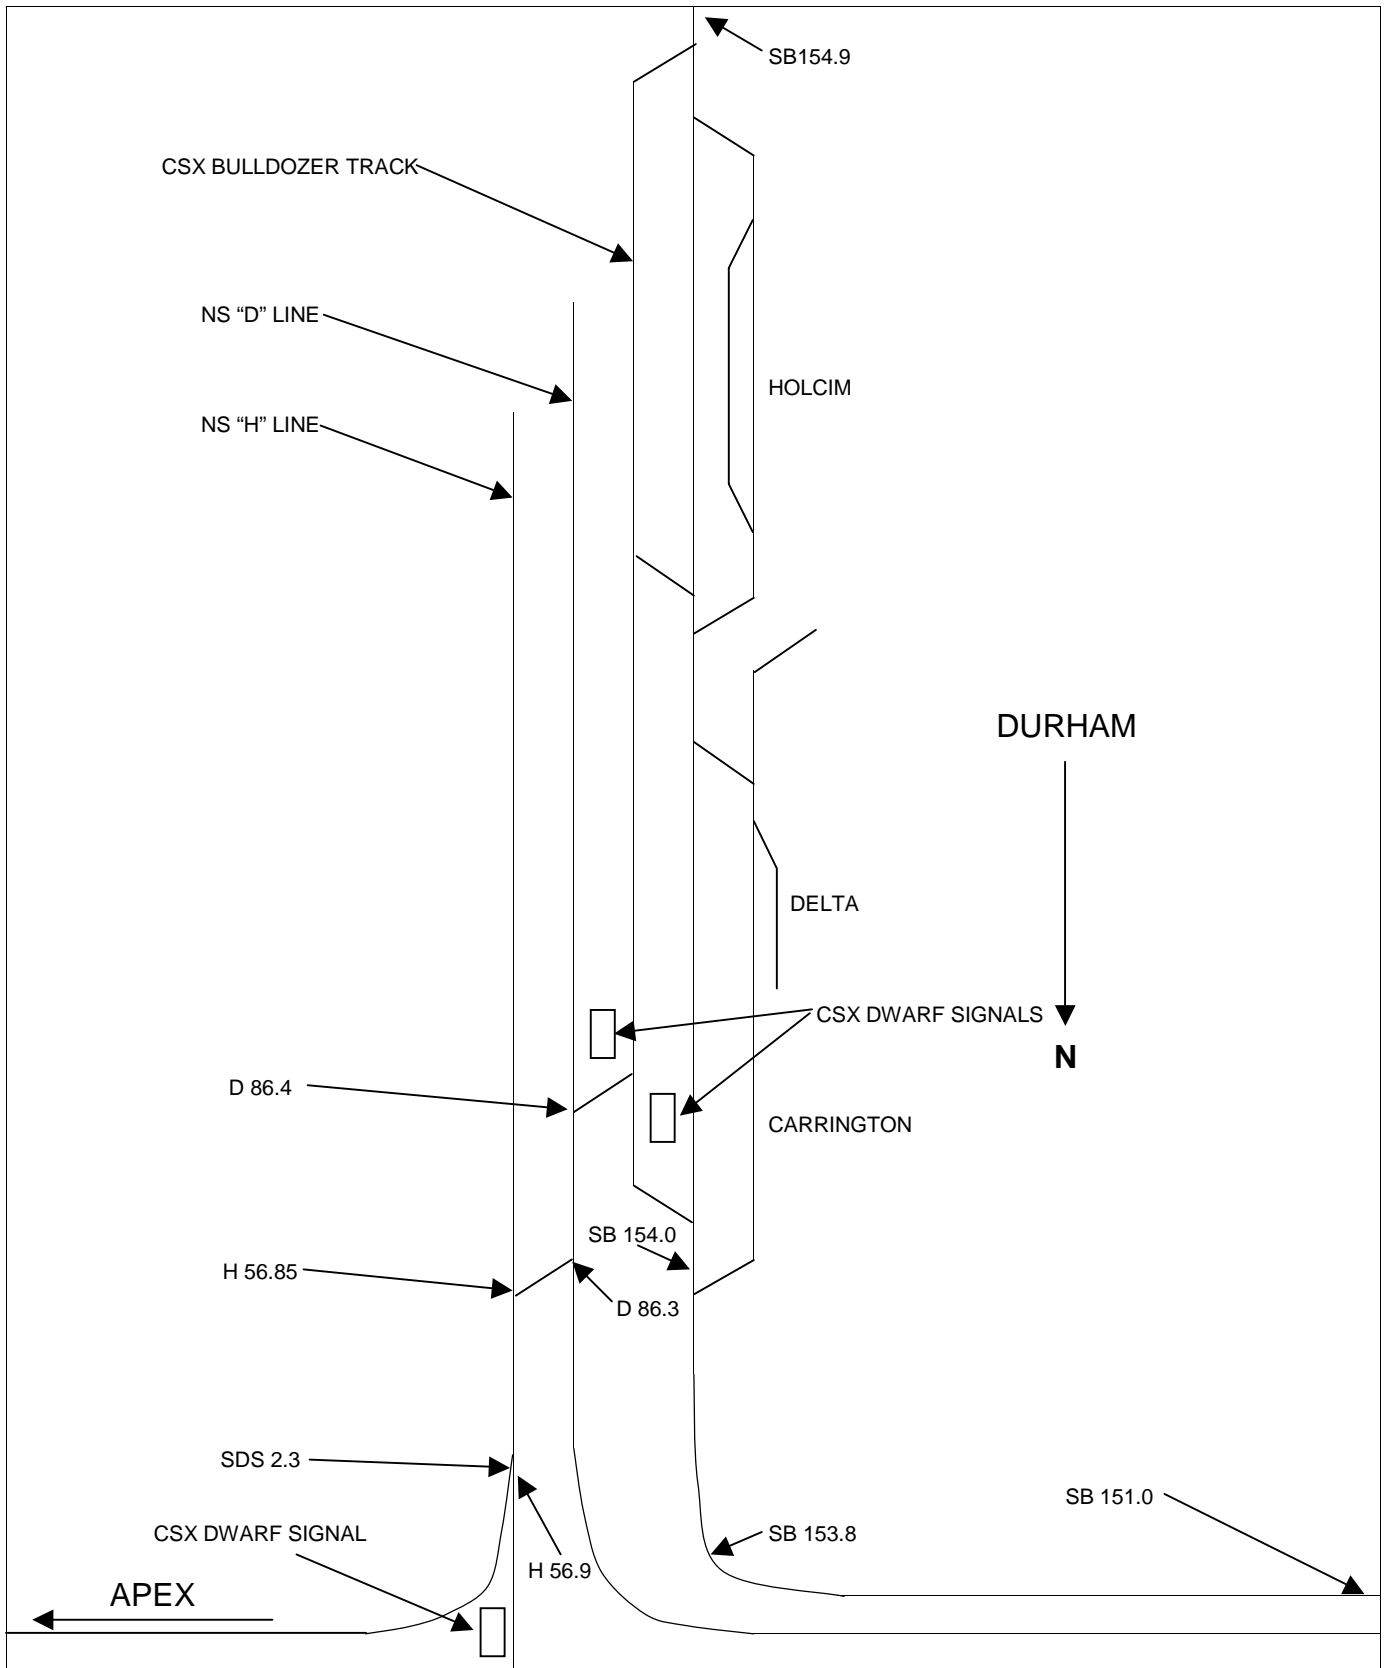 SB154.9
CSX BULLDOZER TRACK
NS “D” LINE
HOLCIM
NS “H” LINE
DURHAM
DELTA
CSX DWARF SIGNALS
N
D 86.4
CARRINGTON
SB 154.0
H 56.85
D 86.3
SDS 2.3
SB 151.0
CSX DWARF SIGNAL
SB 153.8
H 56.9
APEX